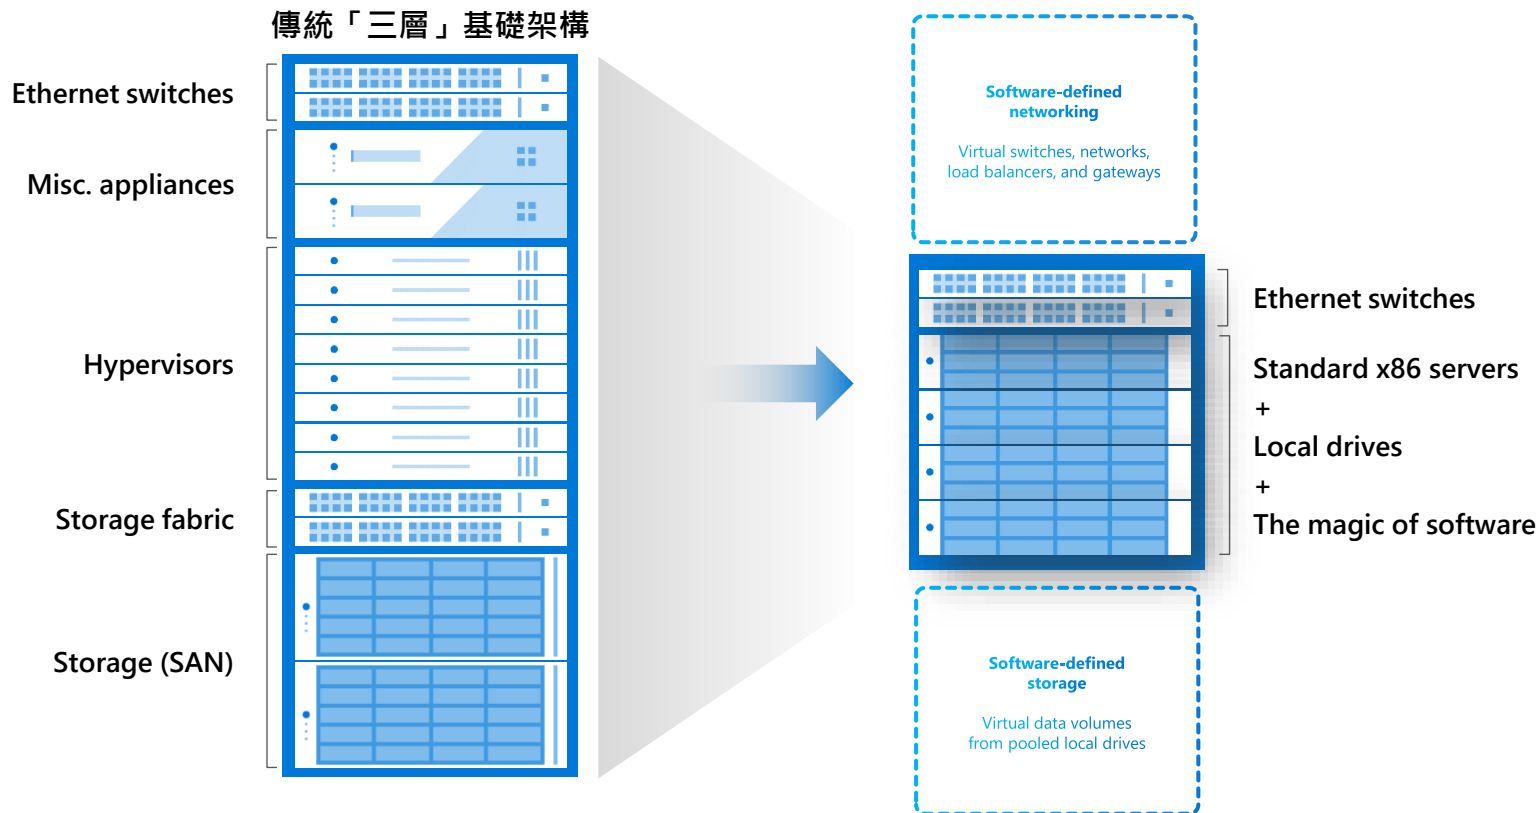 傳統「三層」基礎架構
Ethernet switches
Misc. appliances
Hypervisors
Storage fabric
Storage (SAN)
Software-defined
networking
Virtual switches, networks,
load balancers, and gateways
Ethernet switches
Standard x86 servers
+
Local drives
+
The magic of software
Software-defined
storage
Virtual data volumes
from pooled local drives